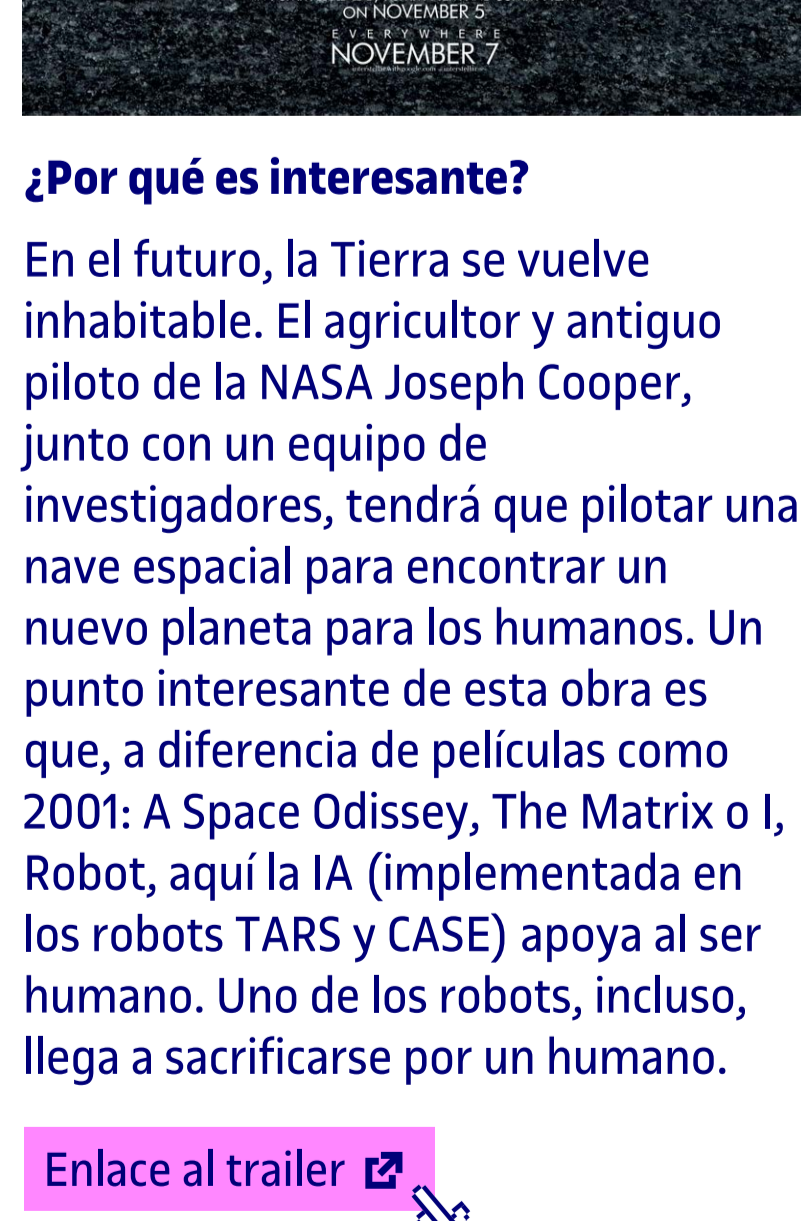 ON NOVEMBER 5
EVERYWHERE
NOVEMBER 7
¿Por qué es interesante?
En el futuro, la Tierra se vuelve
inhabitable. El agricultor y antiguo
piloto de la NASA Joseph Cooper,
junto con un equipo de
investigadores, tendrá que pilotar una
nave espacial para encontrar un
nuevo planeta para los humanos. Un
punto interesante de esta obra es
que, a diferencia de películas como
2001: A Space Odissey, The Matrix o I,
Robot, aquí la IA (implementada en
los robots TARS y CASE) apoya al ser
humano. Uno de los robots, incluso,
llega a sacrificarse por un humano.
Enlace al trailer